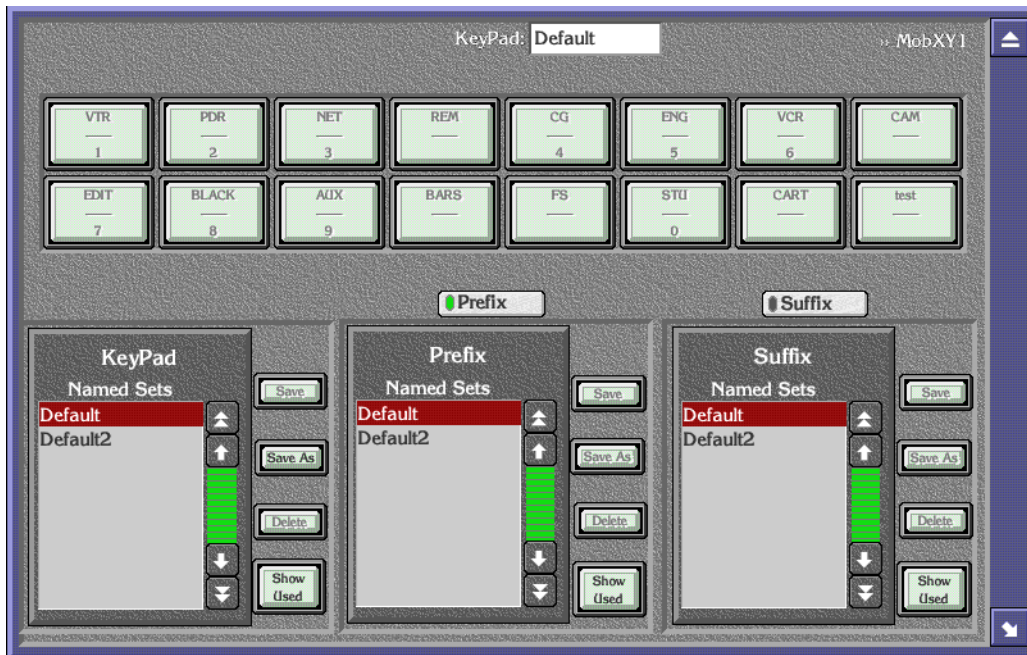 KeyPad: Default
›› MobXY1
VTR PDR NET REM CG ENG VCR CAM
1 2 3 4 5 6
EDIT BLACK AUX BARS FS STU CART test
7 8 9 0
Prefix
Suffix
KeyPad
Named Sets
Default
Default2
Save
Save As
Delete
Show
Used
Prefix
Named Sets
Default
Default2
Save
Save As
Delete
Show
Used
Suffix
Named Sets
Default
Default2
Save
Save As
Delete
Show
Used